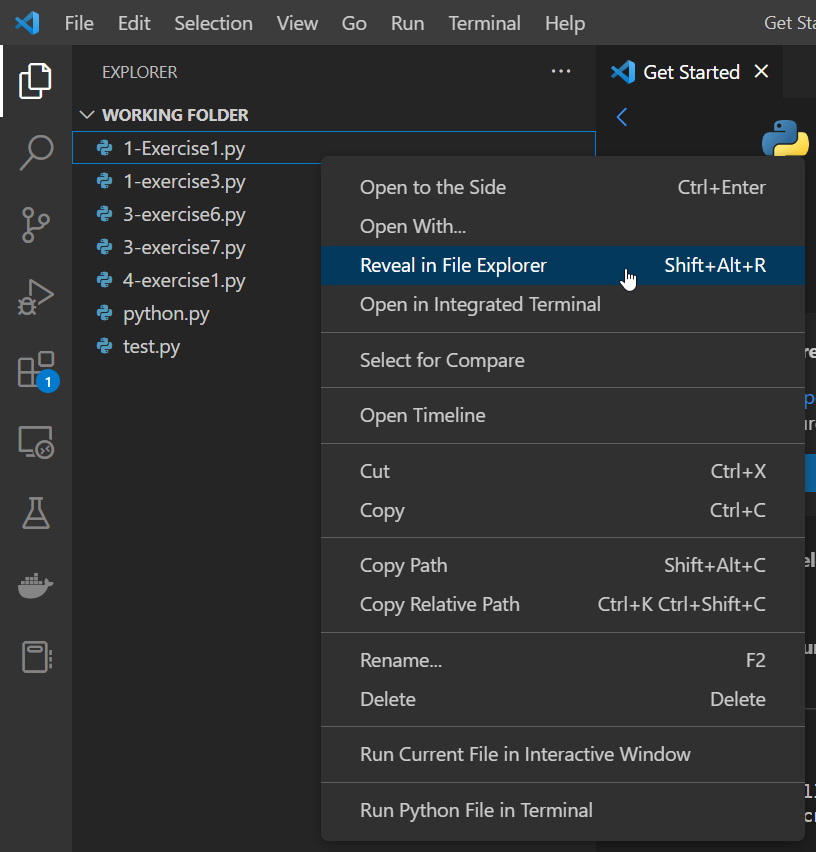 File Edit Selection View Go Run Terminal Help Get Sta
EXPLORER
Get Started
WORKING FOLDER
1-Exercise1.py
1-exercise3.py
3-exercise6.py
3-exercise7.py
4-exercise1.py
python.py
test.py
1
Open to the Side Ctrl+Enter
Open With...
Reveal in File Explorer Shift+Alt+R
Open in Integrated Terminal
Select for Compare
Open Timeline
Cut Ctrl+X
Copy Ctrl+C
Copy Path Shift+Alt+C
Copy Relative Path Ctrl+K Ctrl+Shift+C
Rename... F2
Delete Delete
Run Current File in Interactive Window
Run Python File in Terminal